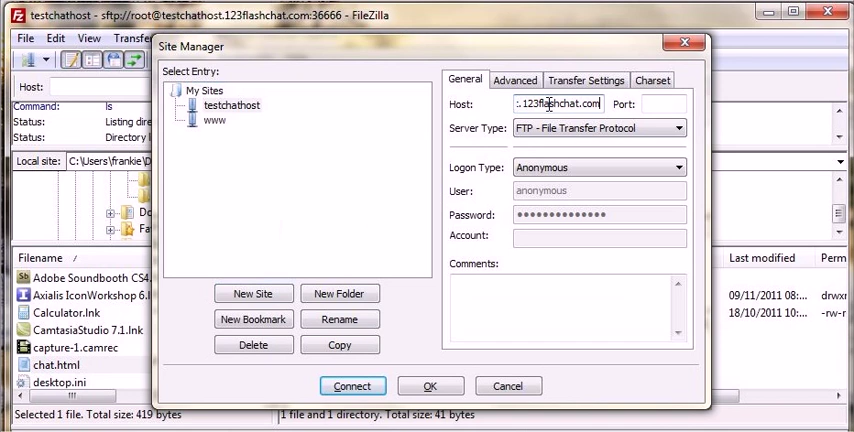 testchathost - sftp://root@testchathost.123flashchat.com:36666 - FileZilla
File Edit View Transfer
Host:
Command: ls
Status: Listing dire
Status: Directory l
Local site: C:\Users\frankie\D
Do
Fa
Filename /
Adobe Soundbooth CS4.
Axialis IconWorkshop 6.l
Calculator.lnk
CamtasiaStudio 7.1.lnk
capture-1.camrec
chat.html
desktop.ini
Selected 1 file. Total size: 419 bytes
1 file and 1 directory. Total size: 41 bytes
Last modified Perm
09/11/2011 08:... drwxr
18/10/2011 10:... -rw-r
Site Manager
Select Entry:
My Sites
testchathost
www
New Site New Folder
New Bookmark Rename
Delete Copy
General Advanced Transfer Settings Charset
Host: .123flashchat.com Port:
Server Type: FTP - File Transfer Protocol
Logon Type: Anonymous
User: anonymous
Password: ••••••••••••••
Account:
Comments:
Connect OK Cancel